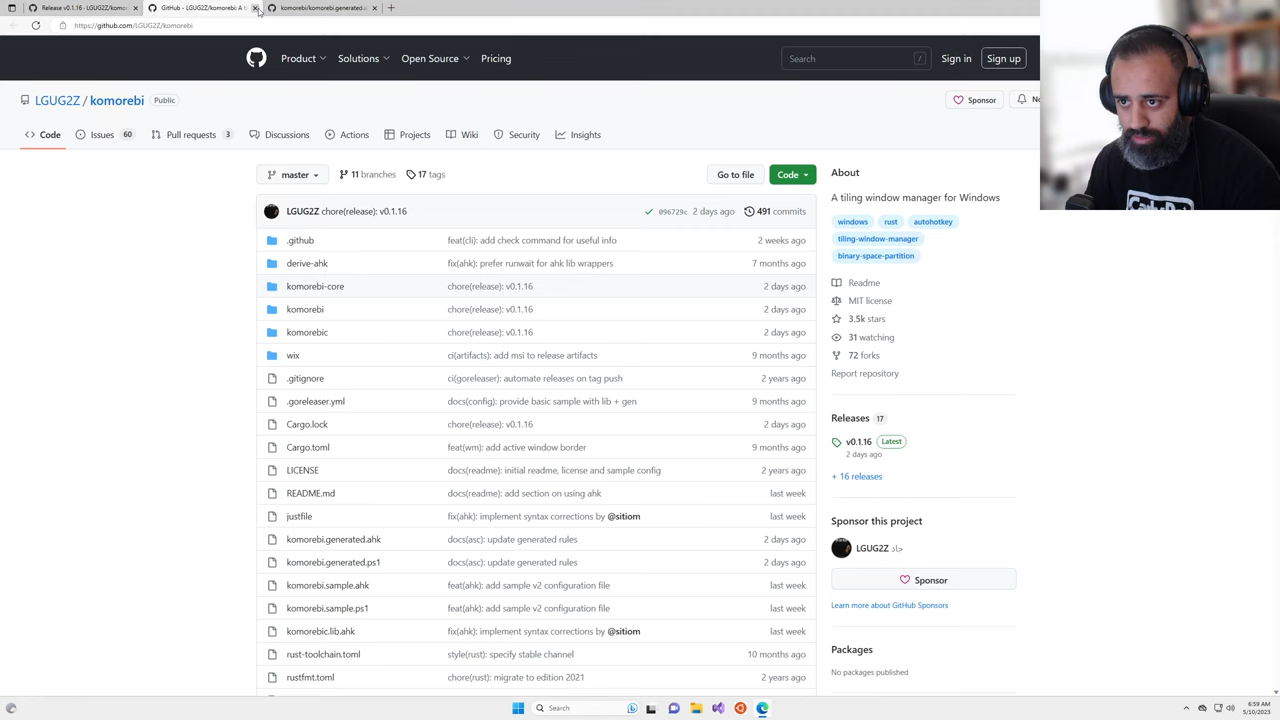 Release v0.1.16 · LGUG2Z/komor
GitHub - LGUG2Z/komorebi: A ti
komorebi/komorebi.generated.a
https://github.com/LGUG2Z/komorebi
Product Solutions Open Source Pricing
Search / Sign in Sign up
LGUG2Z / komorebi Public
Sponsor No
Code Issues 60 Pull requests 3 Discussions Actions Projects Wiki Security Insights
master 11 branches 17 tags Go to file Code
LGUG2Z chore(release): v0.1.16 096729c 2 days ago 491 commits
.github feat(cli): add check command for useful info 2 weeks ago
derive-ahk fix(ahk): prefer runwait for ahk lib wrappers 7 months ago
komorebi-core chore(release): v0.1.16 2 days ago
komorebi chore(release): v0.1.16 2 days ago
komorebic chore(release): v0.1.16 2 days ago
wix ci(artifacts): add msi to release artifacts 9 months ago
.gitignore ci(goreleaser): automate releases on tag push 2 years ago
.goreleaser.yml docs(config): provide basic sample with lib + gen 9 months ago
Cargo.lock chore(release): v0.1.16 2 days ago
Cargo.toml feat(wm): add active window border 9 months ago
LICENSE docs(readme): initial readme, license and sample config 2 years ago
README.md docs(readme): add section on using ahk last week
justfile fix(ahk): implement syntax corrections by @sitiom last week
komorebi.generated.ahk docs(asc): update generated rules 2 days ago
komorebi.generated.ps1 docs(asc): update generated rules 2 days ago
komorebi.sample.ahk feat(ahk): add sample v2 configuration file last week
komorebi.sample.ps1 feat(ahk): add sample v2 configuration file last week
komorebic.lib.ahk fix(ahk): implement syntax corrections by @sitiom last week
rust-toolchain.toml style(rust): specify stable channel 10 months ago
rustfmt.toml chore(rust): migrate to edition 2021 2 years ago
About
A tiling window manager for Windows
windows rust autohotkey
tiling-window-manager
binary-space-partition
Readme
MIT license
3.5k stars
31 watching
72 forks
Report repository
Releases 17
v0.1.16 Latest
2 days ago
+ 16 releases
Sponsor this project
LGUG2Z جاد
Sponsor
Learn more about GitHub Sponsors
Packages
No packages published
Search
6:59 AM
5/10/2023